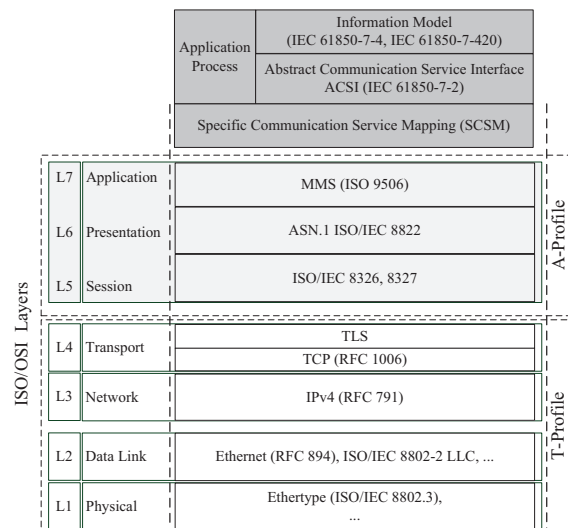 Application
Process
Information Model
(IEC 61850-7-4, IEC 61850-7-420)
Abstract Communication Service Interface
ACSI (IEC 61850-7-2)
Specific Communication Service Mapping (SCSM)
ISO/OSI Layers
L7 Application MMS (ISO 9506)
L6 Presentation ASN.1 ISO/IEC 8822
L5 Session ISO/IEC 8326, 8327
A-Profile
L4 Transport
TLS
TCP (RFC 1006)
L3 Network IPv4 (RFC 791)
L2 Data Link Ethernet (RFC 894), ISO/IEC 8802-2 LLC, ...
L1 Physical Ethertype (ISO/IEC 8802.3),
...
T-Profile